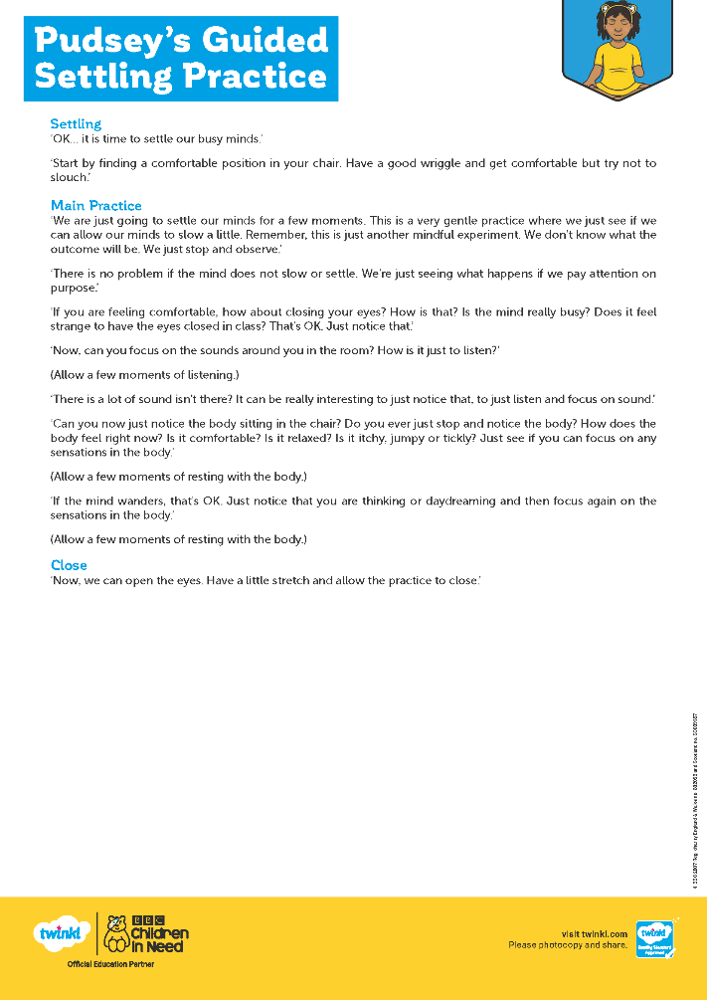 Pudsey's Guided
Settling Practice
Settling
'OK... it is time to settle our busy minds.'
'Start by finding a comfortable position in your chair. Have a good wriggle and get comfortable but try not to
slouch.'
Main Practice
'We are just going to settle our minds for a few moments. This is a very gentle practice where we just see if we
can allow our minds to slow a little. Remember, this is just another mindful experiment. We don't know what the
outcome will be. We just stop and observe.'
'There is no problem if the mind does not slow or settle. We're just seeing what happens if we pay attention on
purpose.'
'If you are feeling comfortable, how about closing your eyes? How is that? Is the mind really busy? Does it feel
strange to have the eyes closed in class? That's OK. Just notice that.'
'Now, can you focus on the sounds around you in the room? How is it just to listen?'
(Allow a few moments of listening.)
'There is a lot of sound isn't there? It can be really interesting to just notice that, to just listen and focus on sound.'
'Can you now just notice the body sitting in the chair? Do you ever just stop and notice the body? How does the
body feel right now? Is it comfortable? Is it relaxed? Is it itchy, jumpy or tickly? Just see if you can focus on any
sensations in the body.'
(Allow a few moments of resting with the body.)
'If the mind wanders, that's OK. Just notice that you are thinking or daydreaming and then focus again on the
sensations in the body.'
(Allow a few moments of resting with the body.)
Close
'Now, we can open the eyes. Have a little stretch and allow the practice to close.'
twinkl
BBC
Children
in Need
Official Education Partner
visit twinkl.com
Please photocopy and share.
twinkl
Quality Standard
Approved